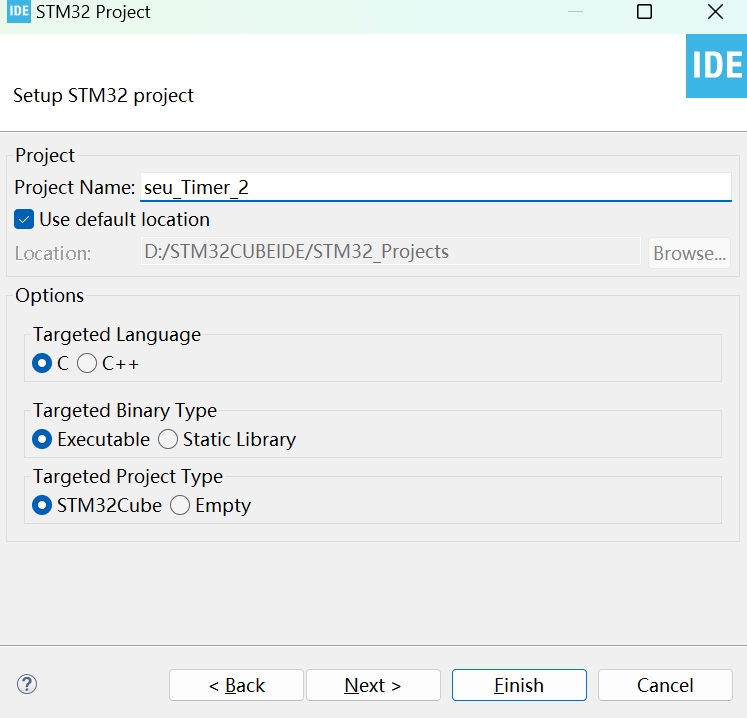 IDE STM32 Project
IDE
Setup STM32 project
Project
Project Name: seu_Timer_2
Use default location
Location: D:/STM32CUBEIDE/STM32_Projects Browse...
Options
Targeted Language
C C++
Targeted Binary Type
Executable Static Library
Targeted Project Type
STM32Cube Empty
? < Back Next > Finish Cancel